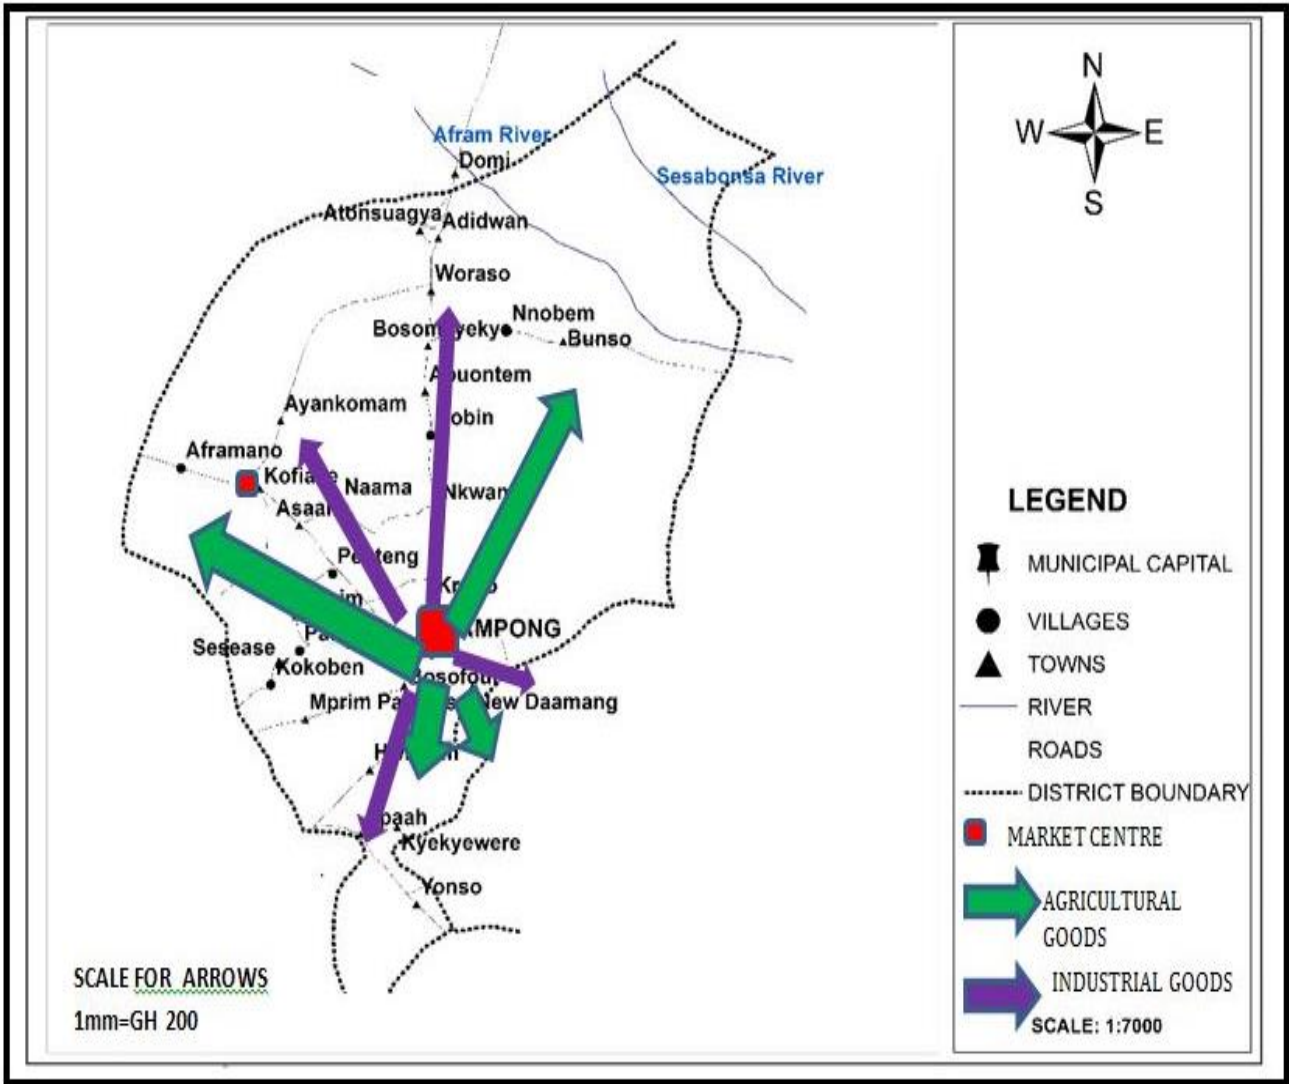 Afram River
Domi
Sesabonsa River
Atonsuagya
Adidwan
Woraso
Nnobem
Bunso
Ayankomam
Aframano
Naama
Sesease
Kokoben
MPONG
New Daamang
Mprim
Kyekyewere
Yonso
SCALE FOR ARROWS
1mm=GH 200
N
W
E
S
LEGEND
MUNICIPAL CAPITAL
VILLAGES
TOWNS
RIVER
ROADS
DISTRICT BOUNDARY
MARKET CENTRE
AGRICULTURAL
GOODS
INDUSTRIAL GOODS
SCALE: 1:7000